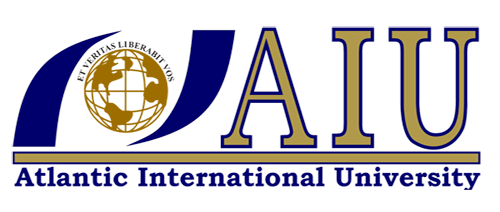 ET VERITAS LIBERABIT VOS
AIU
Atlantic International University